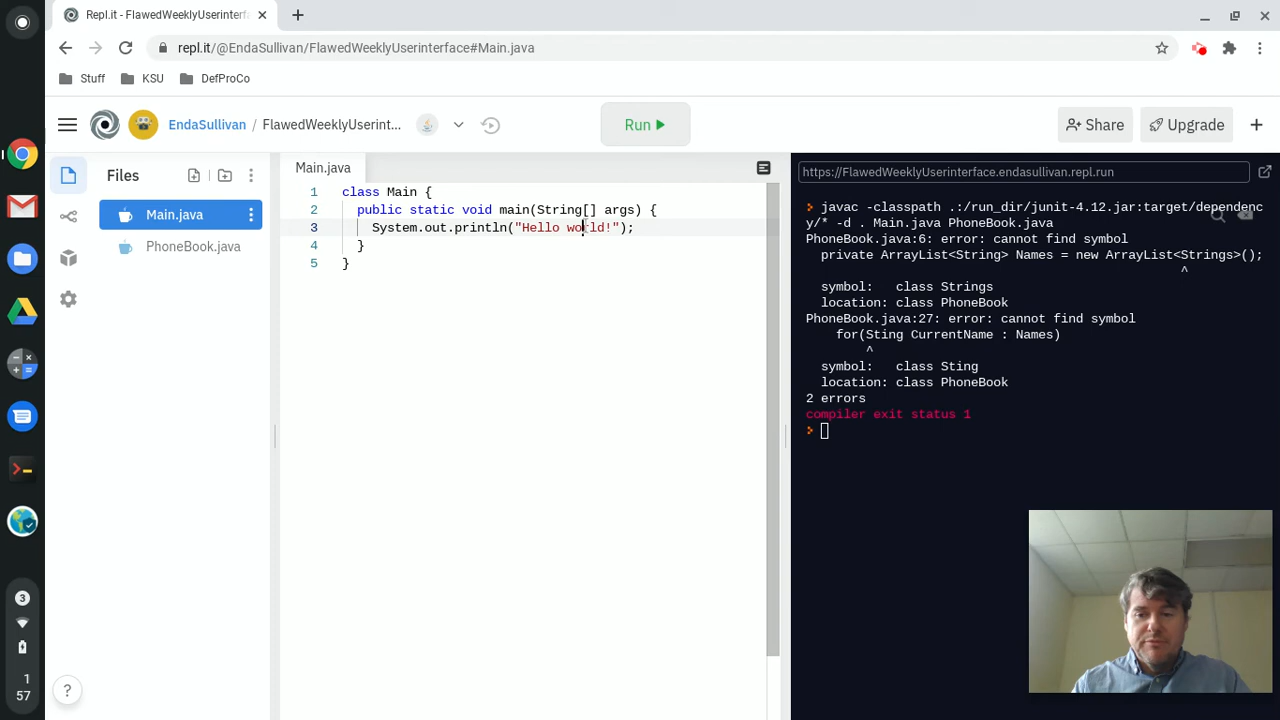 Repl.it - FlawedWeeklyUserinterf
repl.it/@EndaSullivan/FlawedWeeklyUserinterface#Main.java
Stuff
KSU
DefProCo
EndaSullivan / FlawedWeeklyUserint...
Run
Share
Upgrade
Files
Main.java
PhoneBook.java
Main.java
1 class Main {
2 public static void main(String[] args) {
3 System.out.println("Hello world!");
4 }
5 }
https://FlawedWeeklyUserinterface.endasullivan.repl.run
javac -classpath .:/run_dir/junit-4.12.jar:target/dependenc
y/* -d . Main.java PhoneBook.java
PhoneBook.java:6: error: cannot find symbol
private ArrayList<String> Names = new ArrayList<Strings>();
^
symbol:   class Strings
location: class PhoneBook
PhoneBook.java:27: error: cannot find symbol
for(Sting CurrentName : Names)
^
symbol:   class Sting
location: class PhoneBook
2 errors
compiler exit status 1
3
1
57
?